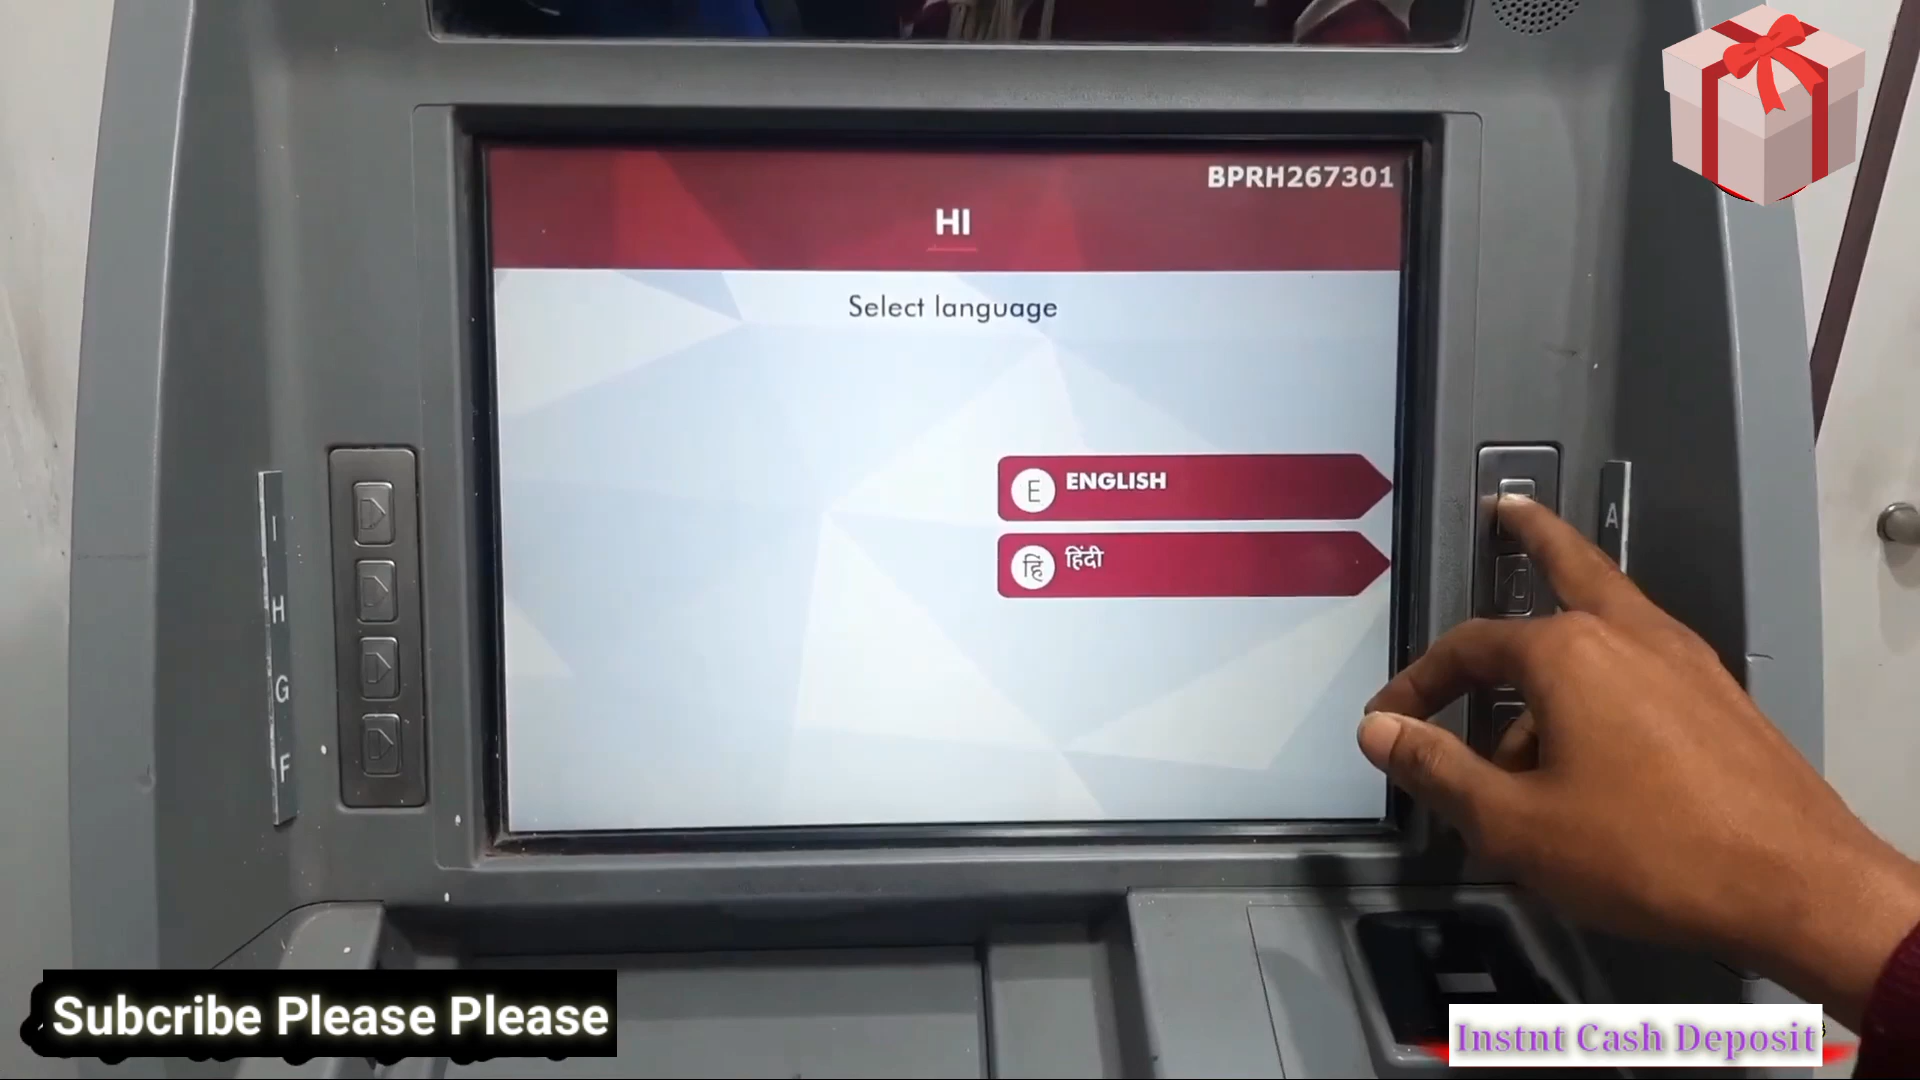 BPRH267301
HI
Select language
E ENGLISH
हिं हिंदी
I
H
G
F
A
Subcribe Please Please
Instnt Cash Deposit